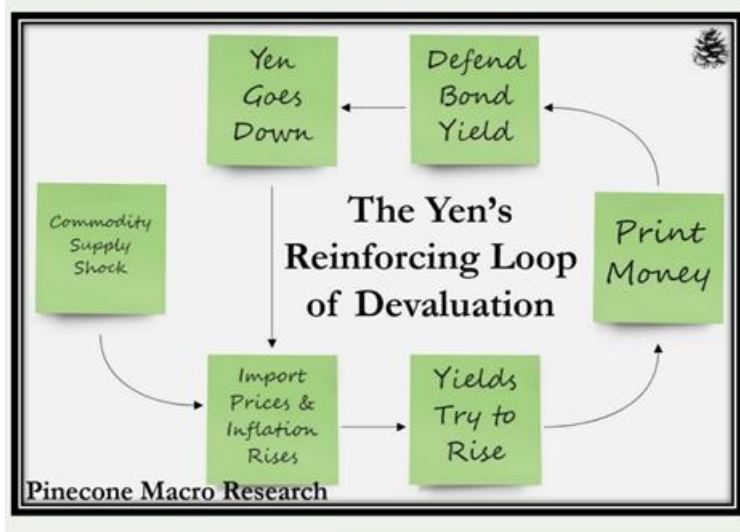 Yen
Goes
Down
Defend
Bond
Yield
Commodity
Supply
Shock
The Yen's
Reinforcing Loop
of Devaluation
Print
Money
Import
Prices &
Inflation
Rises
Yields
Try to
Rise
Pinecone Macro Research